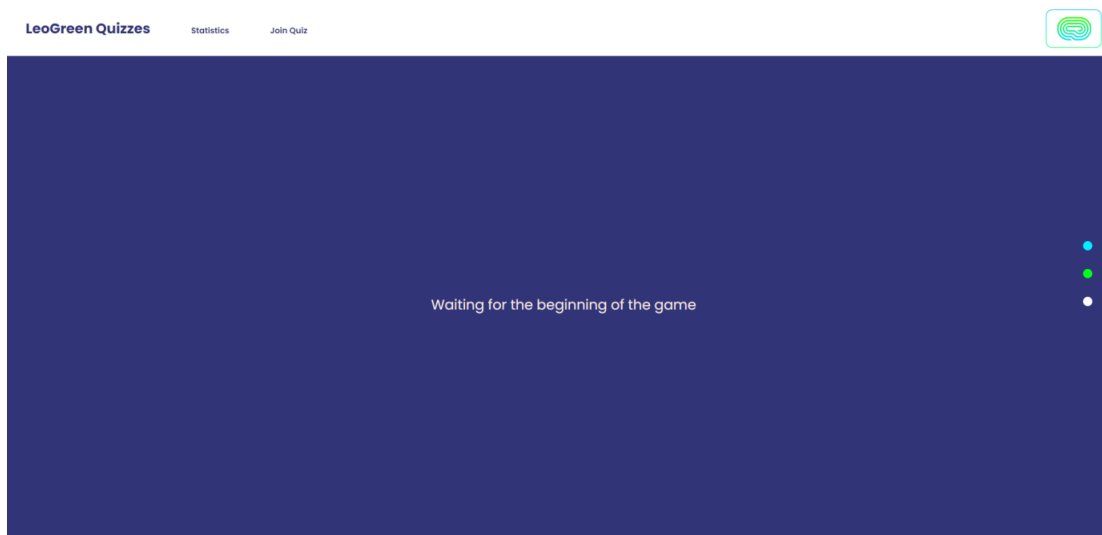 LeoGreen Quizzes
Statistics
Join Quiz
Waiting for the beginning of the game